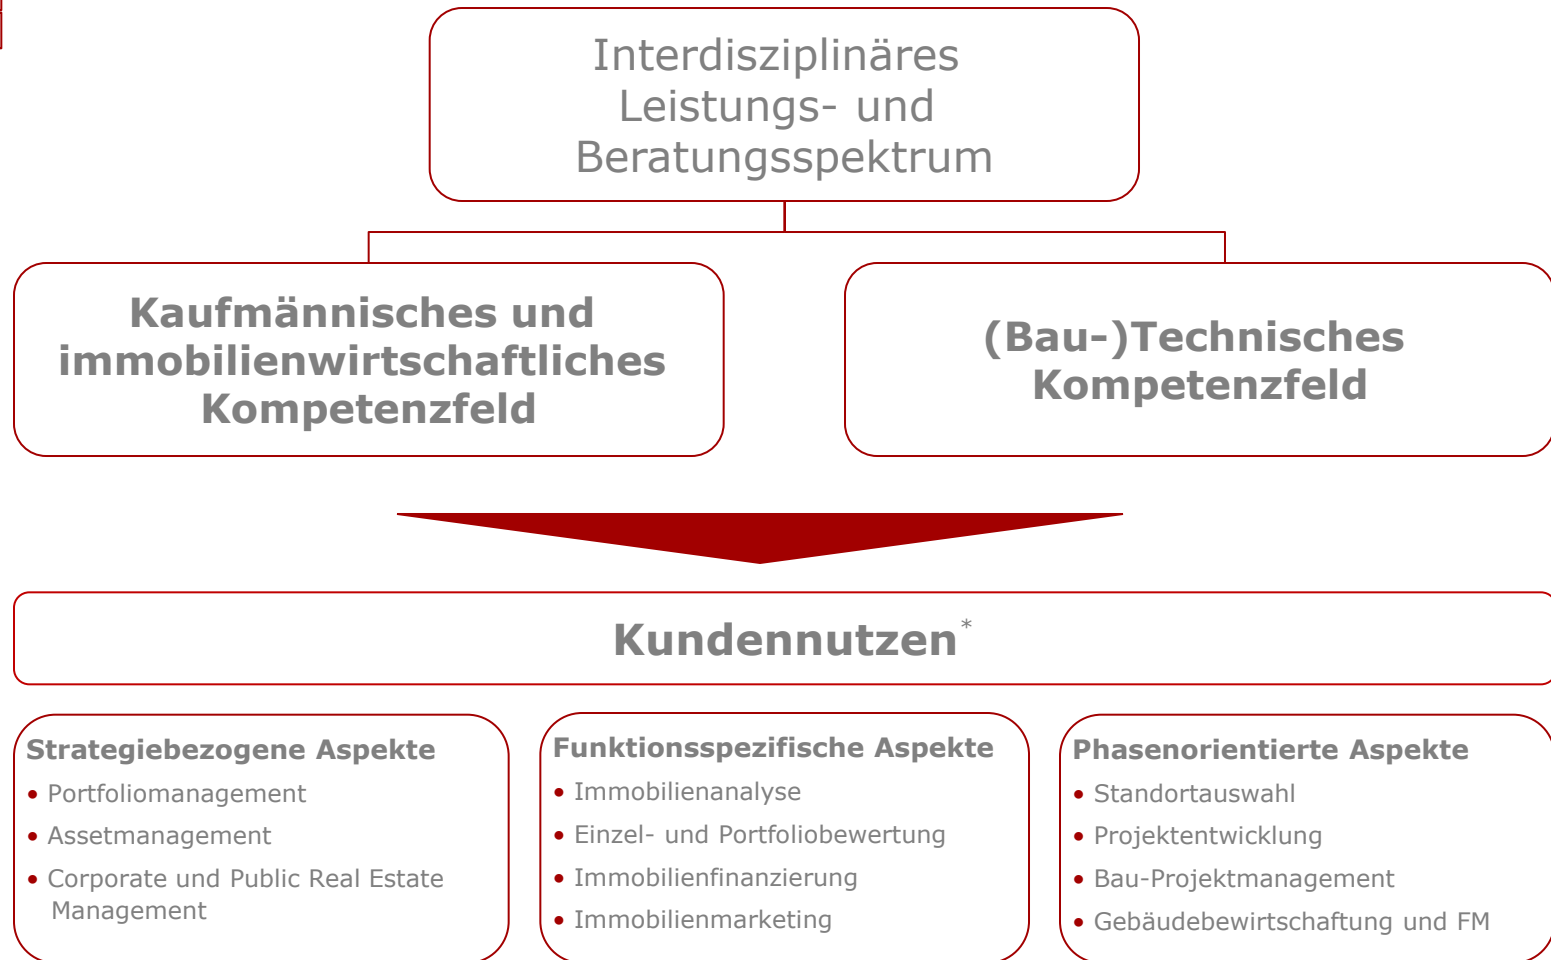 Interdisziplinäres
Leistungs- und
Beratungsspektrum
Kaufmännisches und
immobilienwirtschaftliches
Kompetenzfeld
(Bau-)Technisches
Kompetenzfeld
Kundennutzen*
Strategiebezogene Aspekte
• Portfoliomanagement
• Assetmanagement
• Corporate und Public Real Estate
Management
Funktionsspezifische Aspekte
• Immobilienanalyse
• Einzel- und Portfoliobewertung
• Immobilienfinanzierung
• Immobilienmarketing
Phasenorientierte Aspekte
• Standortauswahl
• Projektentwicklung
• Bau-Projektmanagement
• Gebäudebewirtschaftung und FM